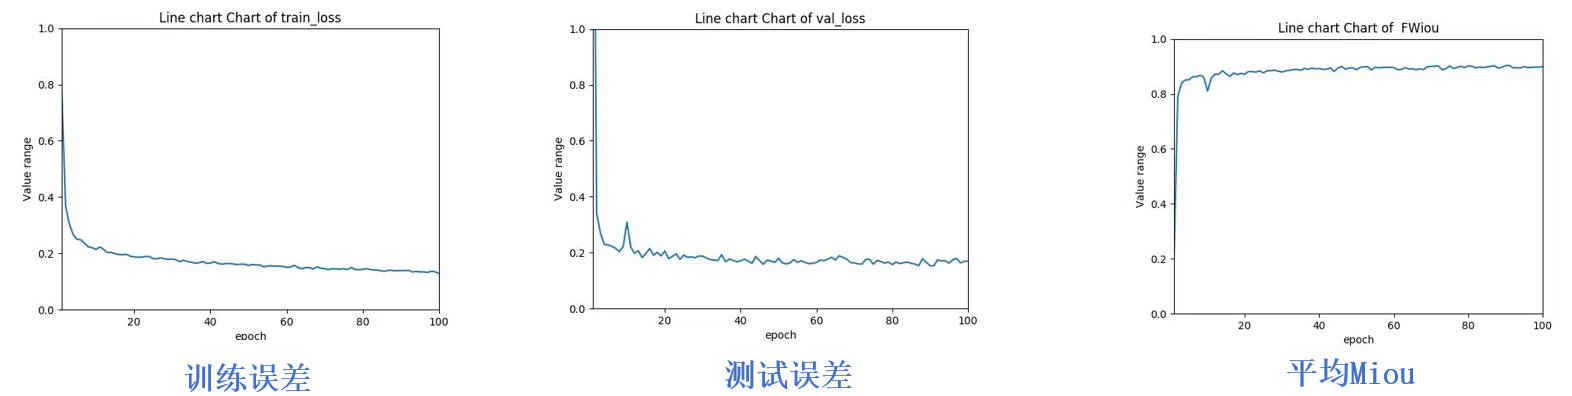 Line chart Chart of train_loss
1.0
0.8
0.6
0.4
0.2
0.0
Value range
20 40 60 80 100
epoch
训练误差
Line chart Chart of val_loss
1.0
0.8
0.6
0.4
0.2
0.0
Value range
20 40 60 80 100
epoch
测试误差
Line chart Chart of FWiou
1.0
0.8
0.6
0.4
0.2
0.0
Value range
20 40 60 80 100
epoch
平均Miou